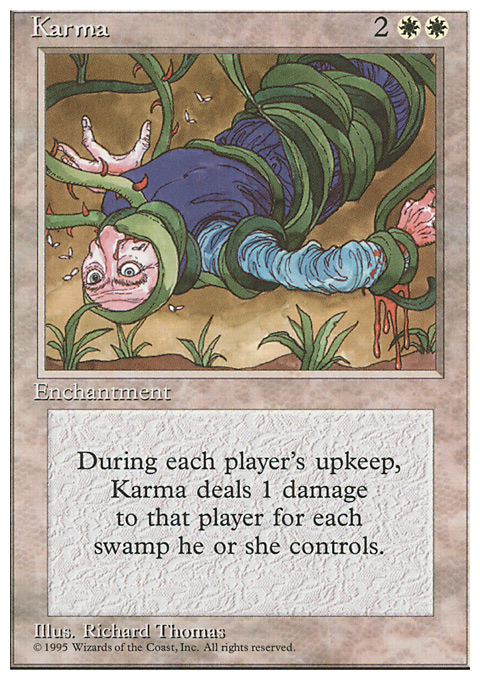 Karma 2
Enchantment
During each player's upkeep,
Karma deals 1 damage
to that player for each
swamp he or she controls.
Illus. Richard Thomas
© 1995 Wizards of the Coast, Inc. All rights reserved.